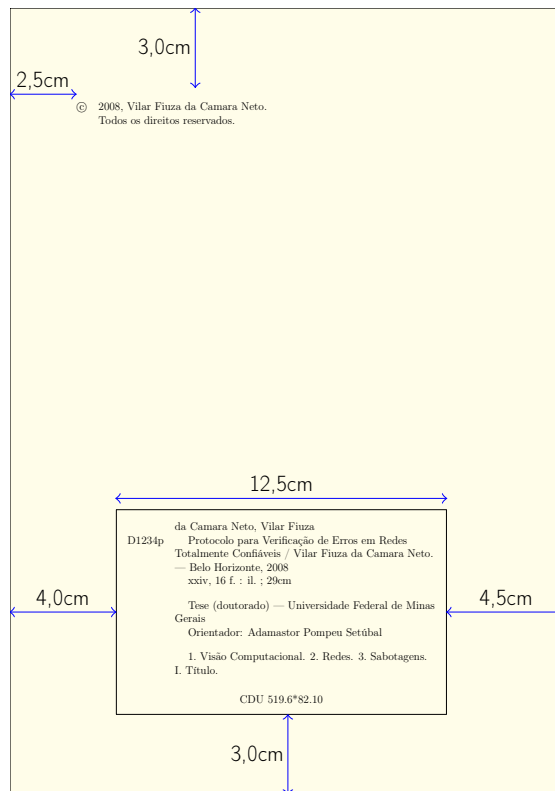 3,0cm
2,5cm
© 2008, Vilar Fiuza da Camara Neto.
Todos os direitos reservados.
12,5cm
da Camara Neto, Vilar Fiuza
D1234p Protocolo para Verificação de Erros em Redes
Totalmente Confiáveis / Vilar Fiuza da Camara Neto.
— Belo Horizonte, 2008
xxiv, 16 f. : il. ; 29cm
4,0cm
4,5cm
Tese (doutorado) — Universidade Federal de Minas
Gerais
Orientador: Adamastor Pompeu Setúbal
1. Visão Computacional. 2. Redes. 3. Sabotagens.
I. Título.
CDU 519.6*82.10
3,0cm